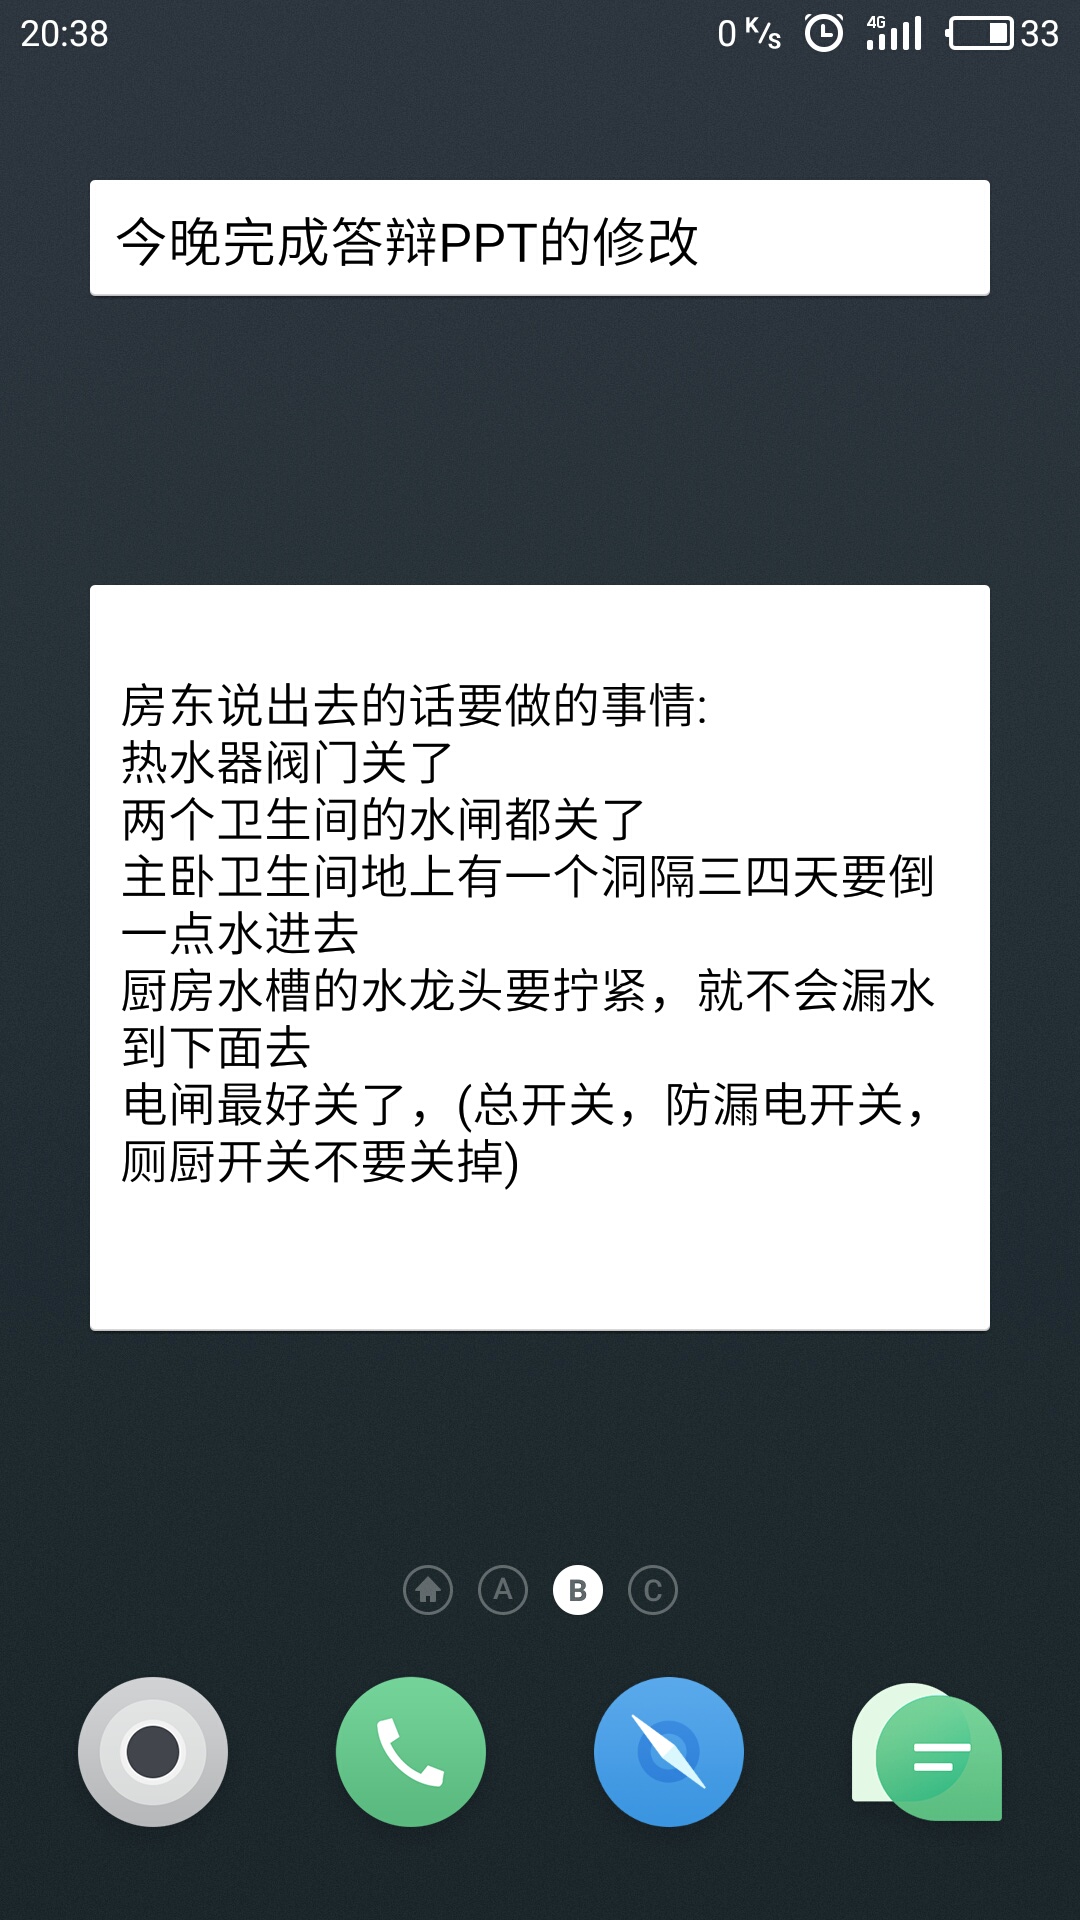 20:38
0 K/s
4G
33
今晚完成答辩PPT的修改
房东说出去的话要做的事情:
热水器阀门关了
两个卫生间的水闸都关了
主卧卫生间地上有一个洞隔三四天要倒
一点水进去
厨房水槽的水龙头要拧紧，就不会漏水
到下面去
电闸最好关了，(总开关，防漏电开关，
厕厨开关不要关掉)
A
B
C